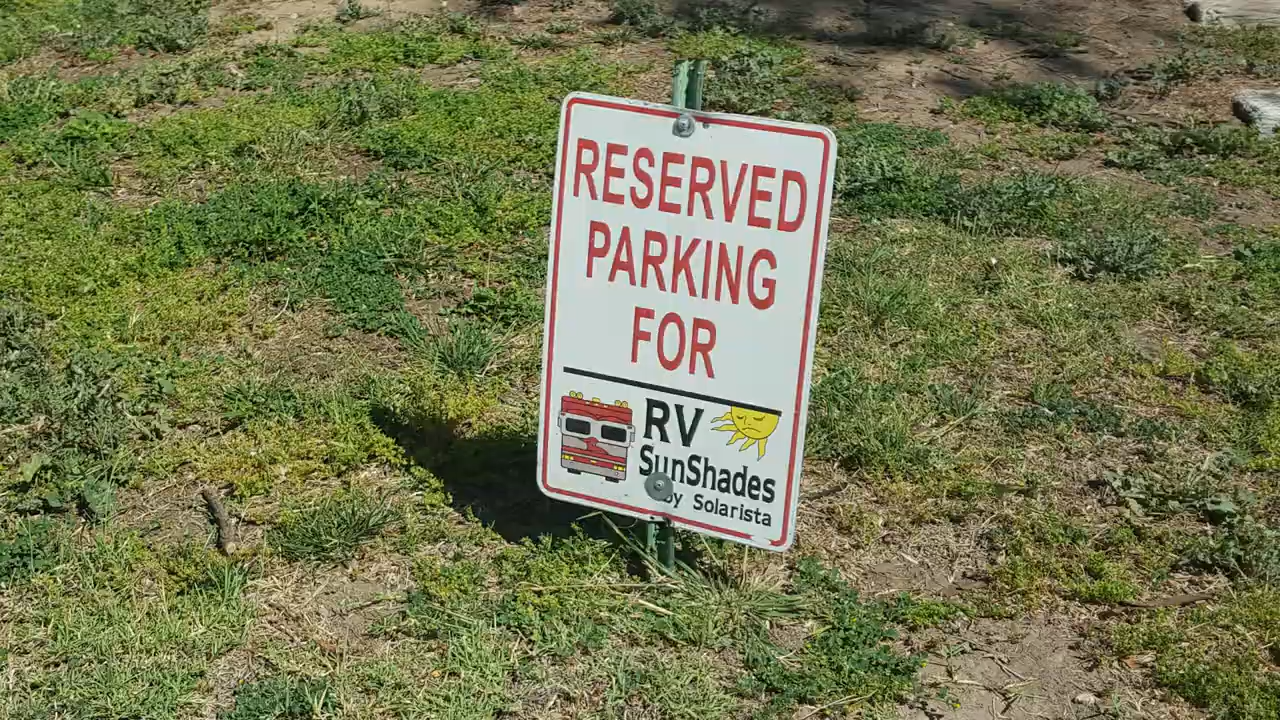 RESERVED
PARKING
FOR
RV
SunShades
by Solarista